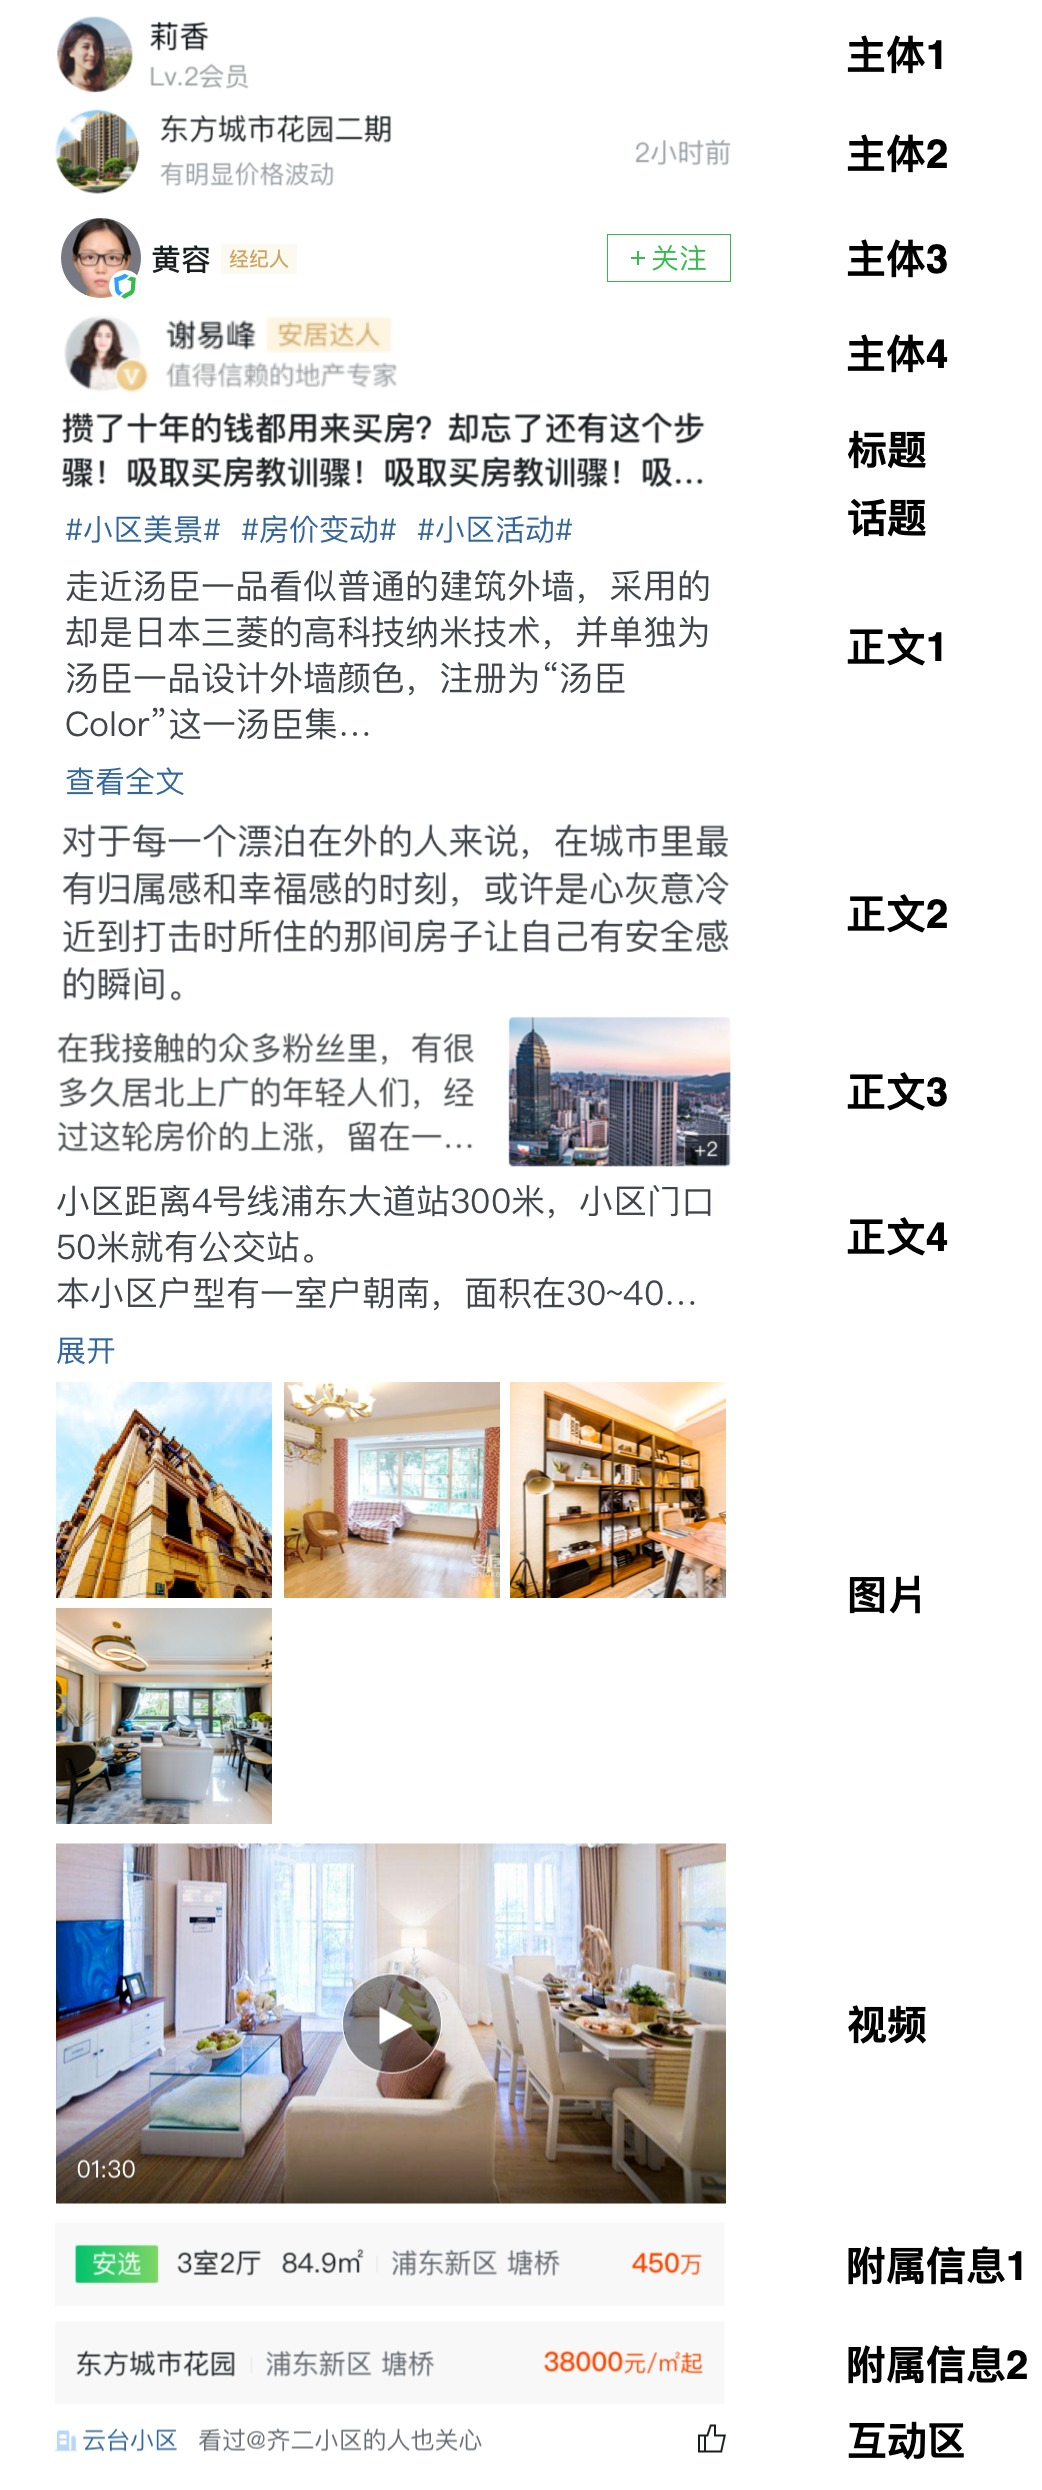 莉香
Lv.2会员
主体1
东方城市花园二期
有明显价格波动
2小时前
主体2
黄容 经纪人
+关注
主体3
谢易峰 安居达人
值得信赖的地产专家
主体4
攒了十年的钱都用来买房？却忘了还有这个步
骤！吸取买房教训骤！吸取买房教训骤！吸...
标题
#小区美景# #房价变动# #小区活动#
话题
走近汤臣一品看似普通的建筑外墙，采用的
却是日本三菱的高科技纳米技术，并单独为
汤臣一品设计外墙颜色，注册为“汤臣
Color”这一汤臣集...
查看全文
正文1
对于每一个漂泊在外的人来说，在城市里最
有归属感和幸福感的时刻，或许是心灰意冷
近到打击时所住的那间房子让自己有安全感
的瞬间。
正文2
在我接触的众多粉丝里，有很
多久居北上广的年轻人们，经
过这轮房价的上涨，留在一...
+2
正文3
小区距离4号线浦东大道站300米，小区门口
50米就有公交站。
本小区户型有一室户朝南，面积在30~40...
展开
正文4
图片
01:30
视频
安选 3室2厅 84.9㎡ 浦东新区 塘桥 450万
附属信息1
东方城市花园 浦东新区 塘桥 38000元/㎡起
附属信息2
云台小区 看过@齐二小区的人也关心
互动区